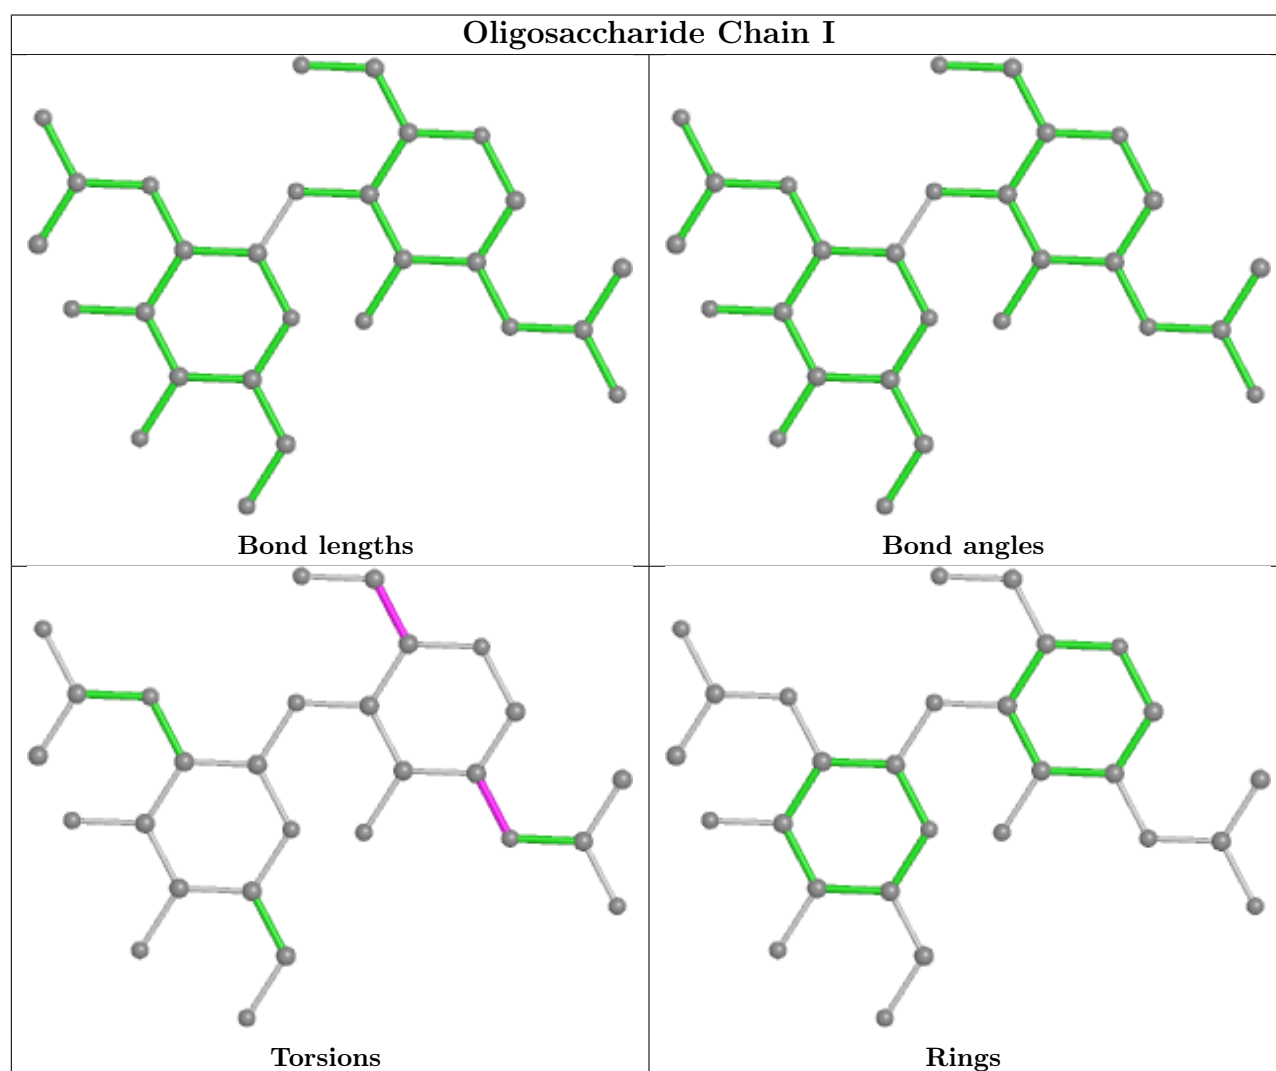 Oligosaccharide Chain I
Bond lengths
Bond angles
Torsions
Rings